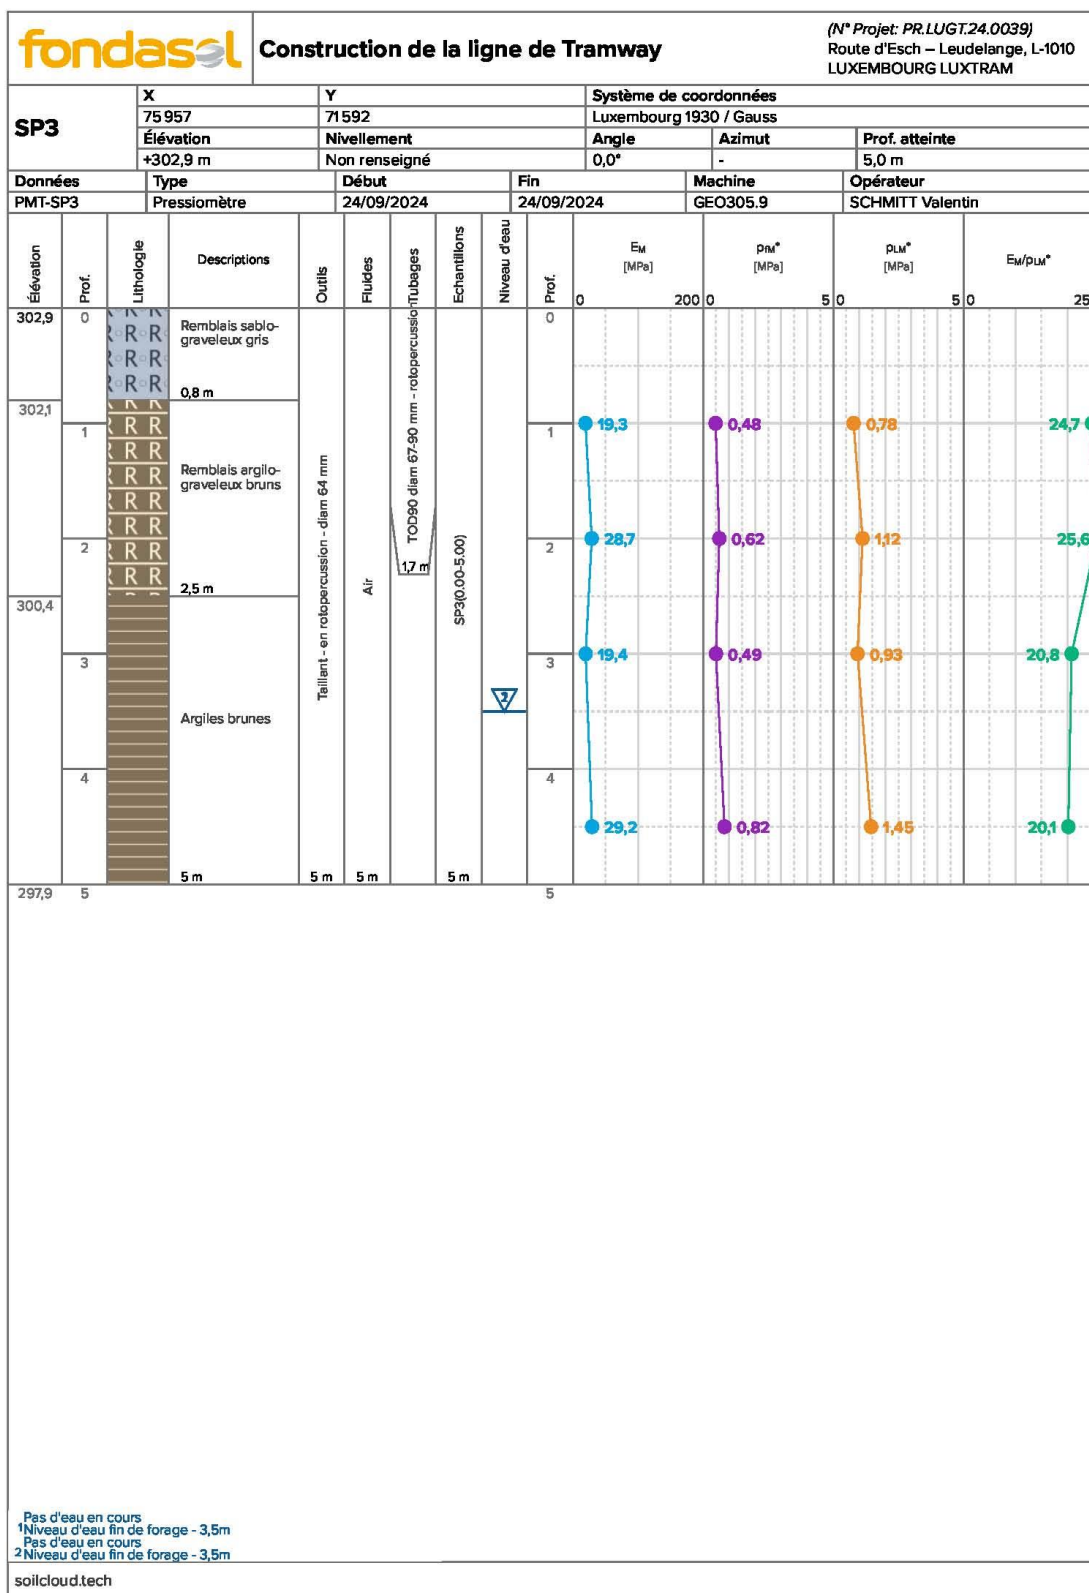 fondasol
Construction de la ligne de Tramway
(N° Projet: PR.LUGT.24.0039)
Route d'Esch – Leudelange, L-1010
LUXEMBOURG LUXTRAM
SP3
X
Y
Système de coordonnées
75 957
71 592
Luxembourg 1930 / Gauss
Élévation
Nivellement
Angle
Azimut
Prof. atteinte
+302,9 m
Non renseigné
0,0°
-
5,0 m
Données
Type
Début
Fin
Machine
Opérateur
PMT-SP3
Pressiomètre
24/09/2024
24/09/2024
GEO305.9
SCHMITT Valentin
Élévation
Prof.
Lithologie
Descriptions
Outils
Fluides
Tubages
Echantillons
Niveau d'eau
Prof.
EM
[MPa]
0
200
pfM*
[MPa]
0
5
pLM*
[MPa]
0
5
EM/pLM*
0
25
302,9
0
R R
R R R
R R
R R R
Remblais sablo-
graveleux gris
0,8 m
302,1
1
2
R R R
R R R
R R R
R R R
R R R
R R R
R R R
R R R
Remblais argilo-
graveleux bruns
2,5 m
300,4
3
4
Argiles brunes
5 m
297,9
5
Taillant - en rotopercussion - diam 64 mm
5 m
Air
5 m
TOD90 diam 67-90 mm - rotopercussion
1,7 m
SP3(0.00-5.00)
5 m
2
0
1
2
3
4
5
19,3
0,48
0,78
24,7
28,7
0,62
1,12
25,6
19,4
0,49
0,93
20,8
29,2
0,82
1,45
20,1
Pas d'eau en cours
1 Niveau d'eau fin de forage - 3,5m
Pas d'eau en cours
2 Niveau d'eau fin de forage - 3,5m
soilcloud.tech